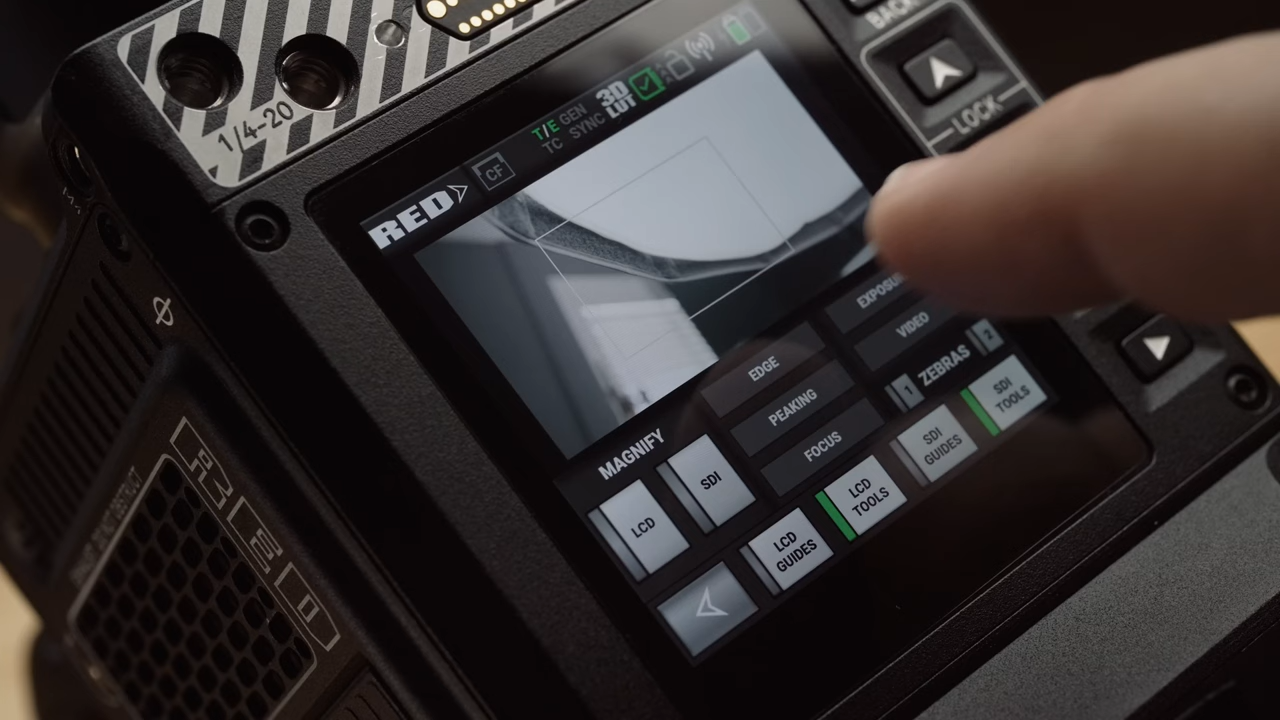 1/4-20
BACK
LOCK
RED
CF
T/E
TC
GEN
SYNC
3D
LUT
EDGE
PEAKING
FOCUS
VIDEO
1 ZEBRAS 2
MAGNIFY
LCD
SDI
LCD
GUIDES
LCD
TOOLS
SDI
GUIDES
SDI
TOOLS
RED